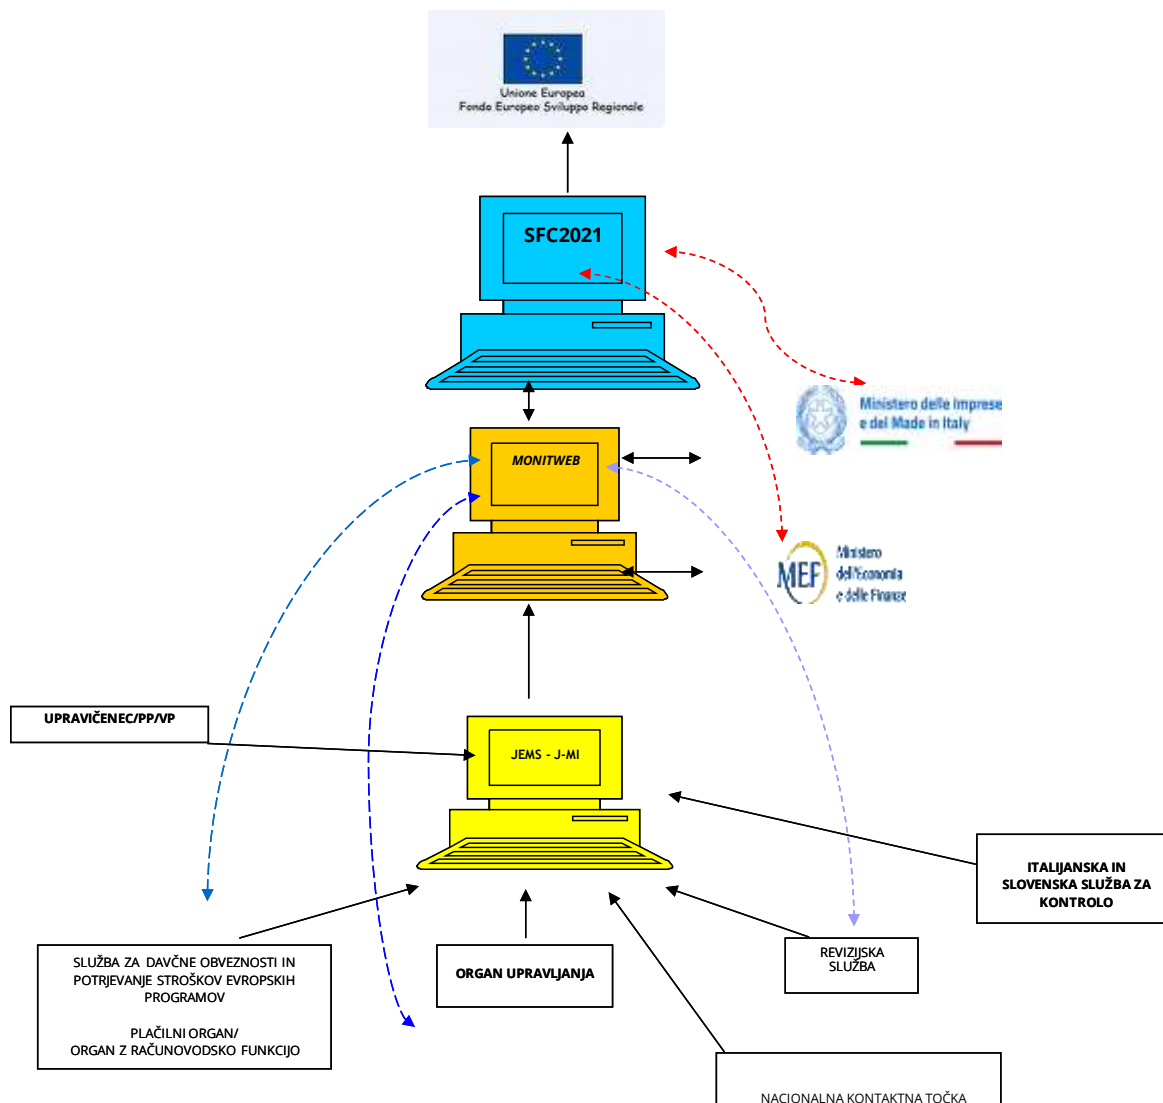 Unione Europea
Fondo Europeo Sviluppo Regionale
SFC2021
Ministero delle Imprese
e del Made in Italy
MONITWEB
MEF
Ministero
dell'Economia
e delle Finanze
UPRAVIČENEC/PP/VP
JEMS - J-MI
ITALIJANSKA IN
SLOVENSKA SLUŽBA ZA
KONTROLO
SLUŽBA ZA DAVČNE OBVEZNOSTI IN
POTRJEVANJE STROŠKOV EVROPSKIH
PROGRAMOV
PLAČILNI ORGAN/
ORGAN Z RAČUNOVODSKO FUNKCIJO
ORGAN UPRAVLJANJA
REVIZIJSKA
SLUŽBA
NACIONALNA KONTAKTNA TOČKA